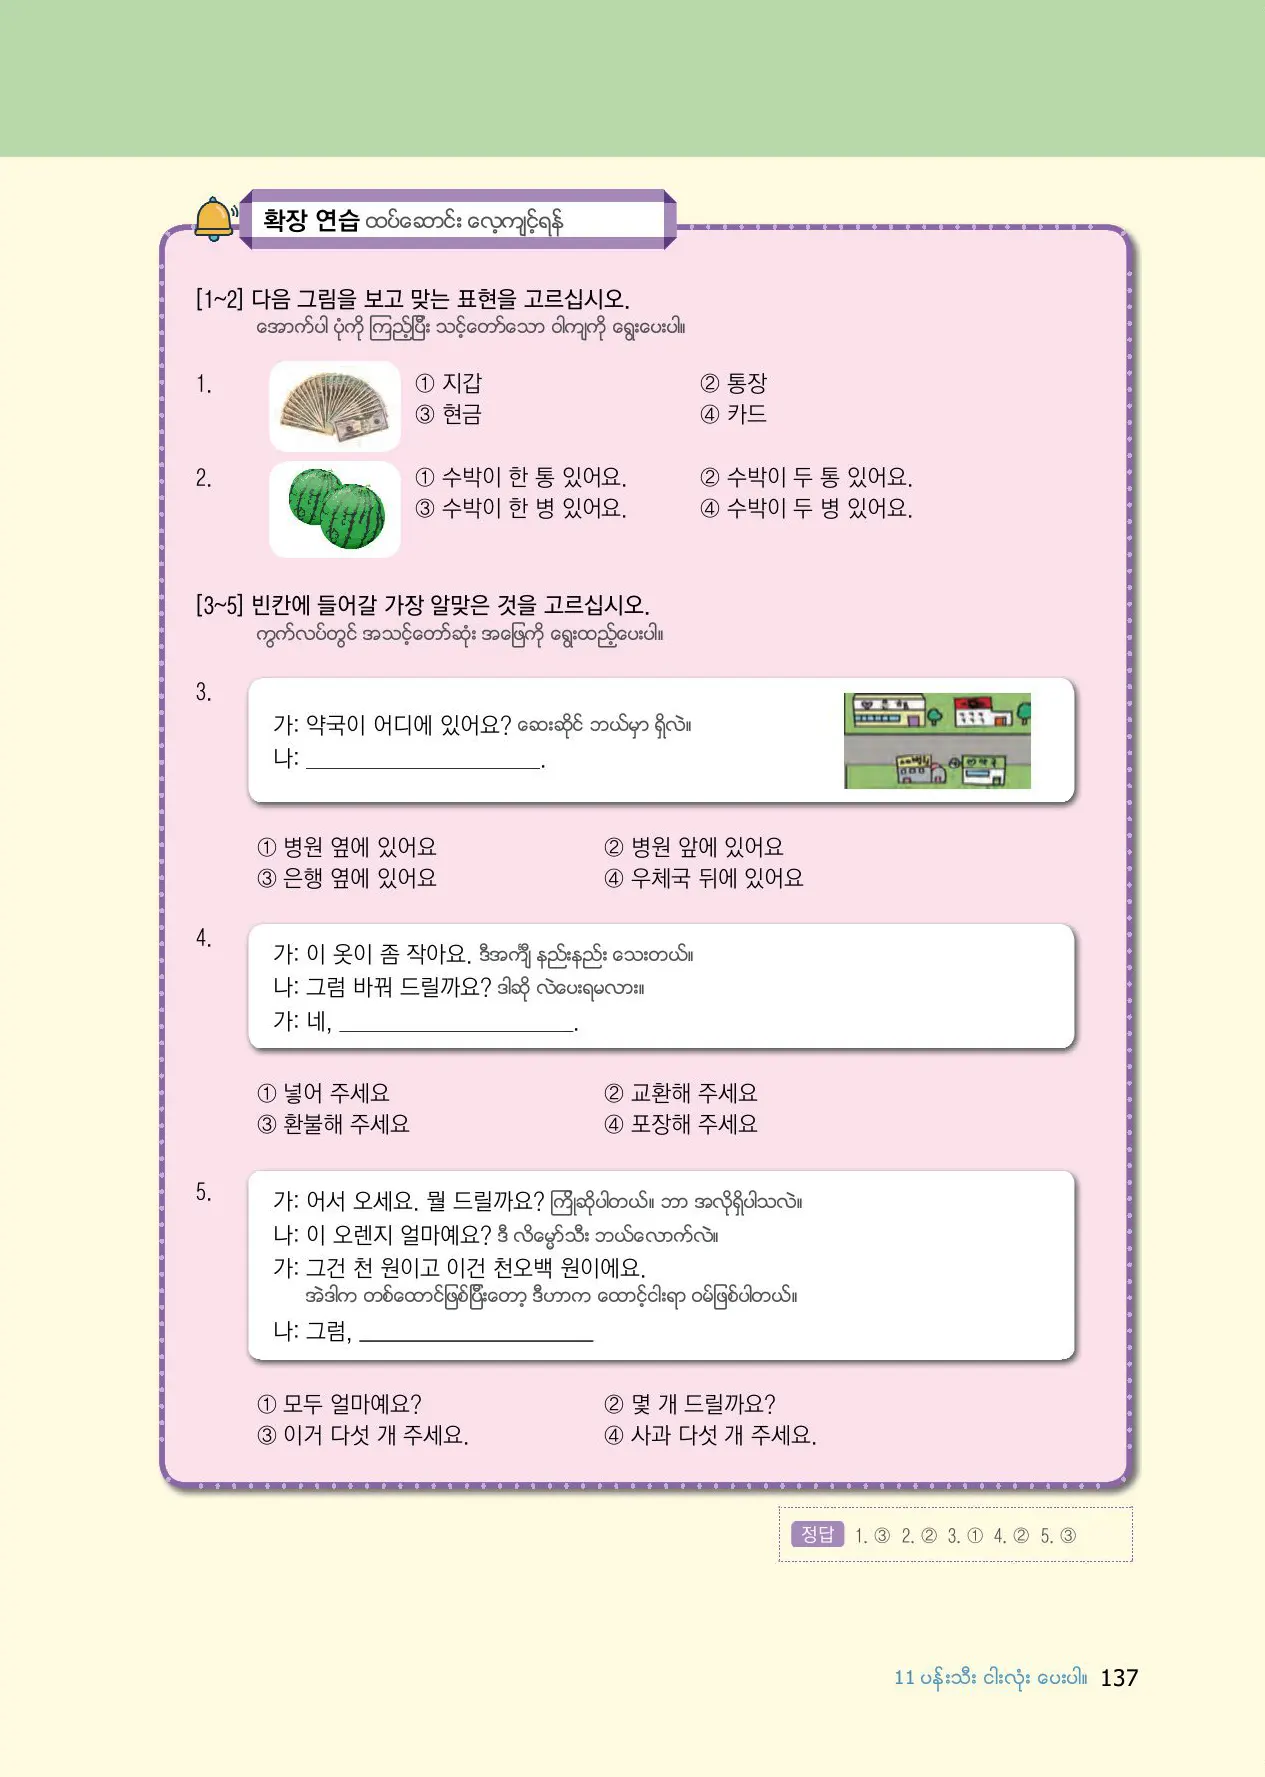 확장 연습 ထပ်ဆောင်း လေ့ကျင့်ရန်
[1~2] 다음 그림을 보고 맞는 표현을 고르십시오.
အောက်ပါ ပုံကို ကြည့်ပြီး သင့်တော်သော ဝါကျကို ရွေးပေးပါ။
1. ① 지갑 ② 통장
③ 현금 ④ 카드
2. ① 수박이 한 통 있어요. ② 수박이 두 통 있어요.
③ 수박이 한 병 있어요. ④ 수박이 두 병 있어요.
[3~5] 빈칸에 들어갈 가장 알맞은 것을 고르십시오.
ကွက်လပ်တွင် အသင့်တော်ဆုံး အဖြေကို ရွေးထည့်ပေးပါ။
3.
가: 약국이 어디에 있어요? ဆေးဆိုင် ဘယ်မှာ ရှိလဲ။
나: ____________________.
① 병원 옆에 있어요 ② 병원 앞에 있어요
③ 은행 옆에 있어요 ④ 우체국 뒤에 있어요
4.
가: 이 옷이 좀 작아요. ဒီအင်္ကျီ နည်းနည်း သေးတယ်။
나: 그럼 바꿔 드릴까요? ဒါဆို လဲပေးရမလား။
가: 네, ____________________.
① 넣어 주세요 ② 교환해 주세요
③ 환불해 주세요 ④ 포장해 주세요
5.
가: 어서 오세요. 뭘 드릴까요? ကြိုဆိုပါတယ်။ ဘာ အလိုရှိပါသလဲ။
나: 이 오렌지 얼마예요? ဒီ လိမ္မော်သီး ဘယ်လောက်လဲ။
가: 그건 천 원이고 이건 천오백 원이에요.
အဲဒါက တစ်ထောင်ဖြစ်ပြီးတော့ ဒီဟာက ထောင့်ငါးရာ ဝမ်ဖြစ်ပါတယ်။
나: 그럼, ____________________
① 모두 얼마예요? ② 몇 개 드릴까요?
③ 이거 다섯 개 주세요. ④ 사과 다섯 개 주세요.
정답 1. ③ 2. ② 3. ① 4. ② 5. ③
11 ပန်းသီး ငါးလုံး ပေးပါ။ 137